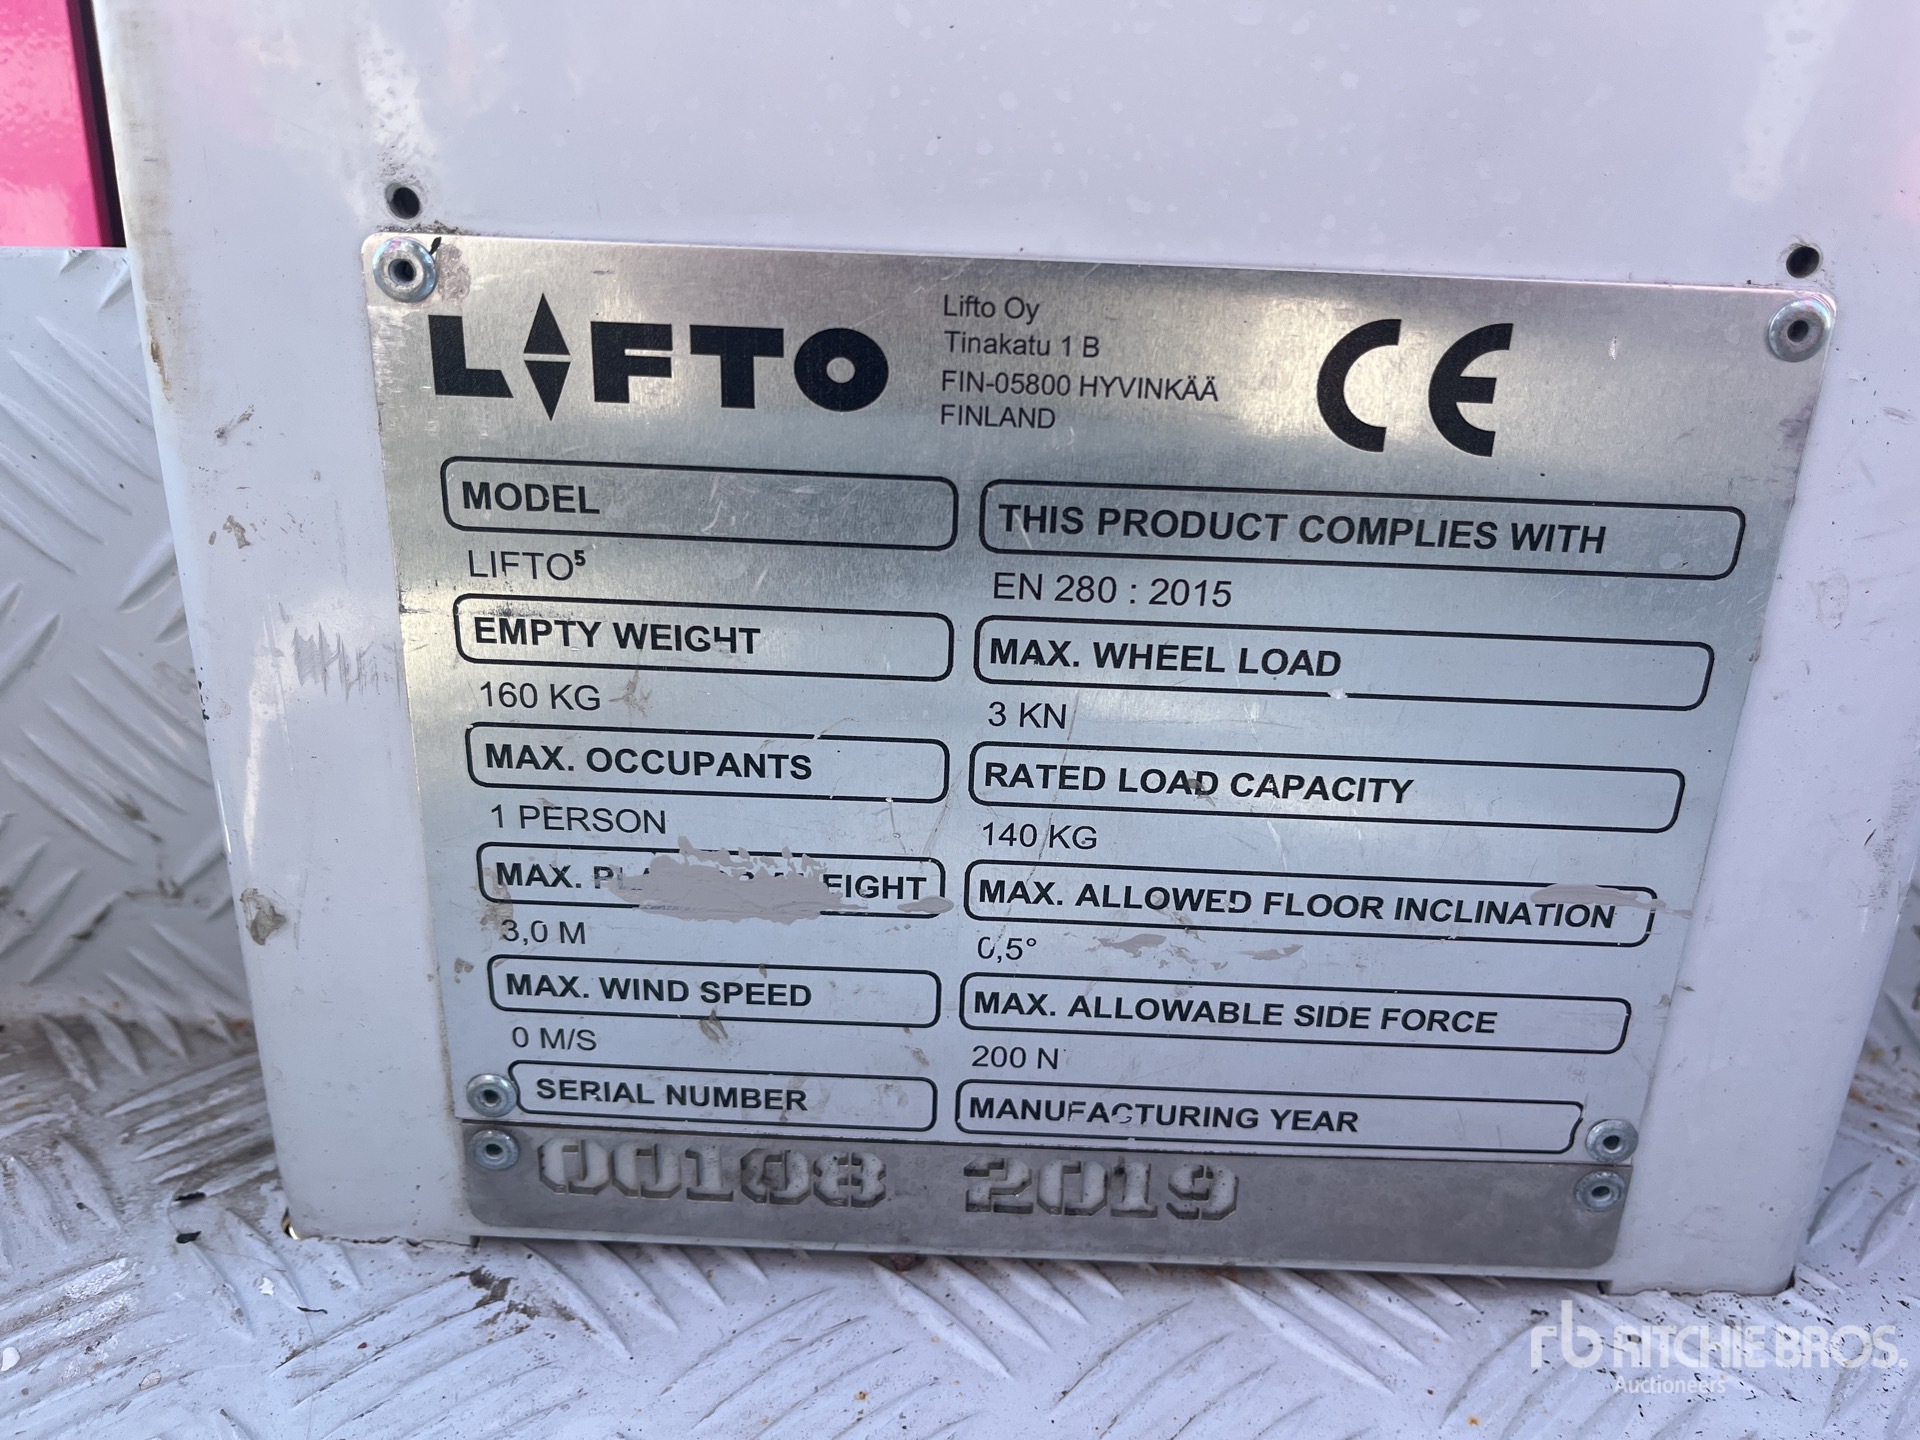 LIFTO
Lifto Oy
Tinakatu 1 B
FIN-05800 HYVINKÄÄ
FINLAND
CE
MODEL
LIFTO⁵
THIS PRODUCT COMPLIES WITH
EN 280 : 2015
EMPTY WEIGHT
160 KG
MAX. WHEEL LOAD
3 KN
MAX. OCCUPANTS
1 PERSON
RATED LOAD CAPACITY
140 KG
MAX. HEIGHT
3,0 M
MAX. ALLOWED FLOOR INCLINATION
0,5°
MAX. WIND SPEED
0 M/S
MAX. ALLOWABLE SIDE FORCE
200 N
SERIAL NUMBER
00108
MANUFACTURING YEAR
2019
rb RITCHIE BROS.
Auctioneers